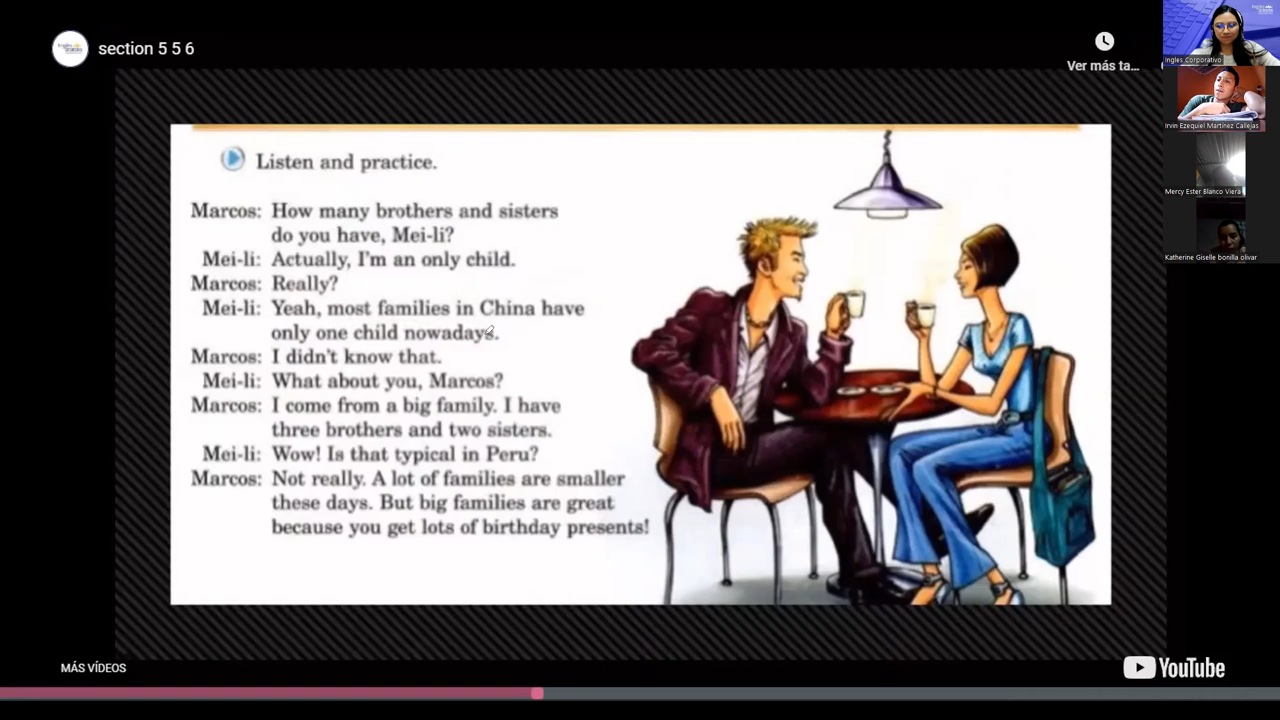 section 5 5 6
Ver más ta...
Listen and practice.
Marcos: How many brothers and sisters
do you have, Mei-li?
Mei-li: Actually, I'm an only child.
Marcos: Really?
Mei-li: Yeah, most families in China have
only one child nowadays.
Marcos: I didn't know that.
Mei-li: What about you, Marcos?
Marcos: I come from a big family. I have
three brothers and two sisters.
Mei-li: Wow! Is that typical in Peru?
Marcos: Not really. A lot of families are smaller
these days. But big families are great
because you get lots of birthday presents!
MÁS VÍDEOS
YouTube
Ingles Corporativo
Irvin Ezequiel Martinez Callejas
Mercy Ester Blanco Viera
Katherine Giselle bonilla olivar